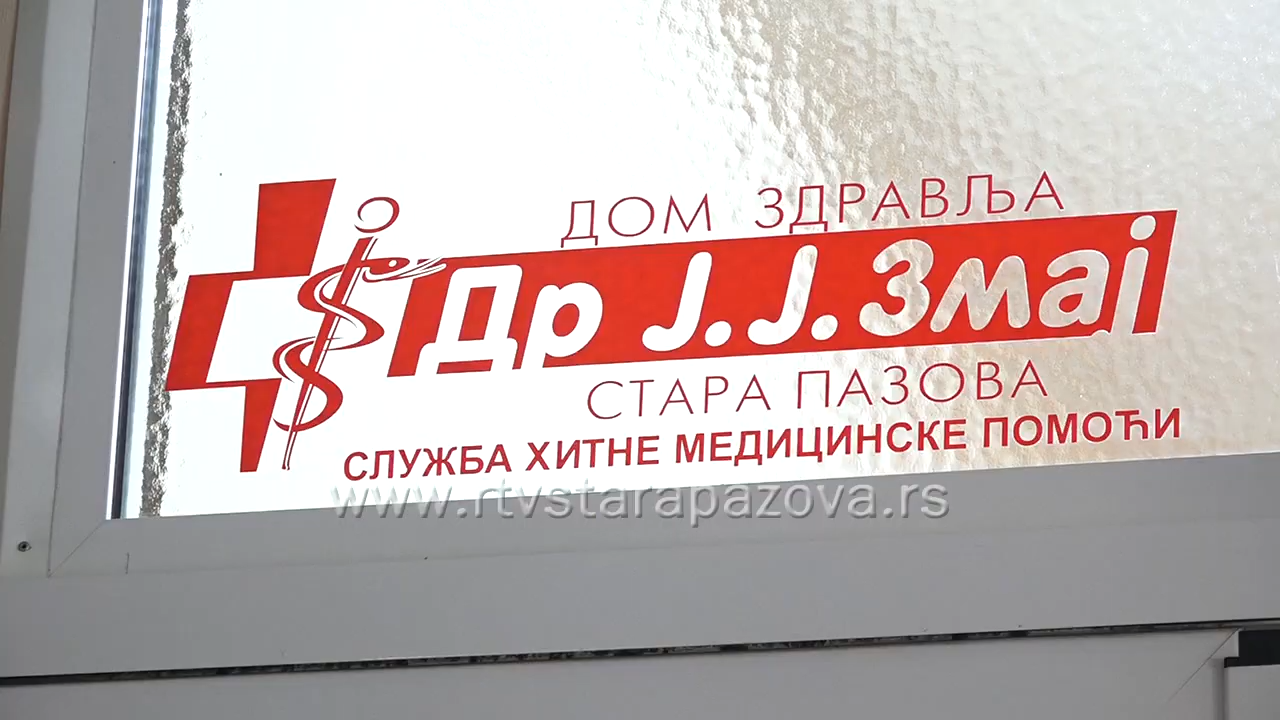 ДОМ ЗДРАВЉА
Др Ј.Ј.Змај
СТАРА ПАЗОВА
СЛУЖБА ХИТНЕ МЕДИЦИНСКЕ ПОМОЋИ
www.rtvstarapazova.rs